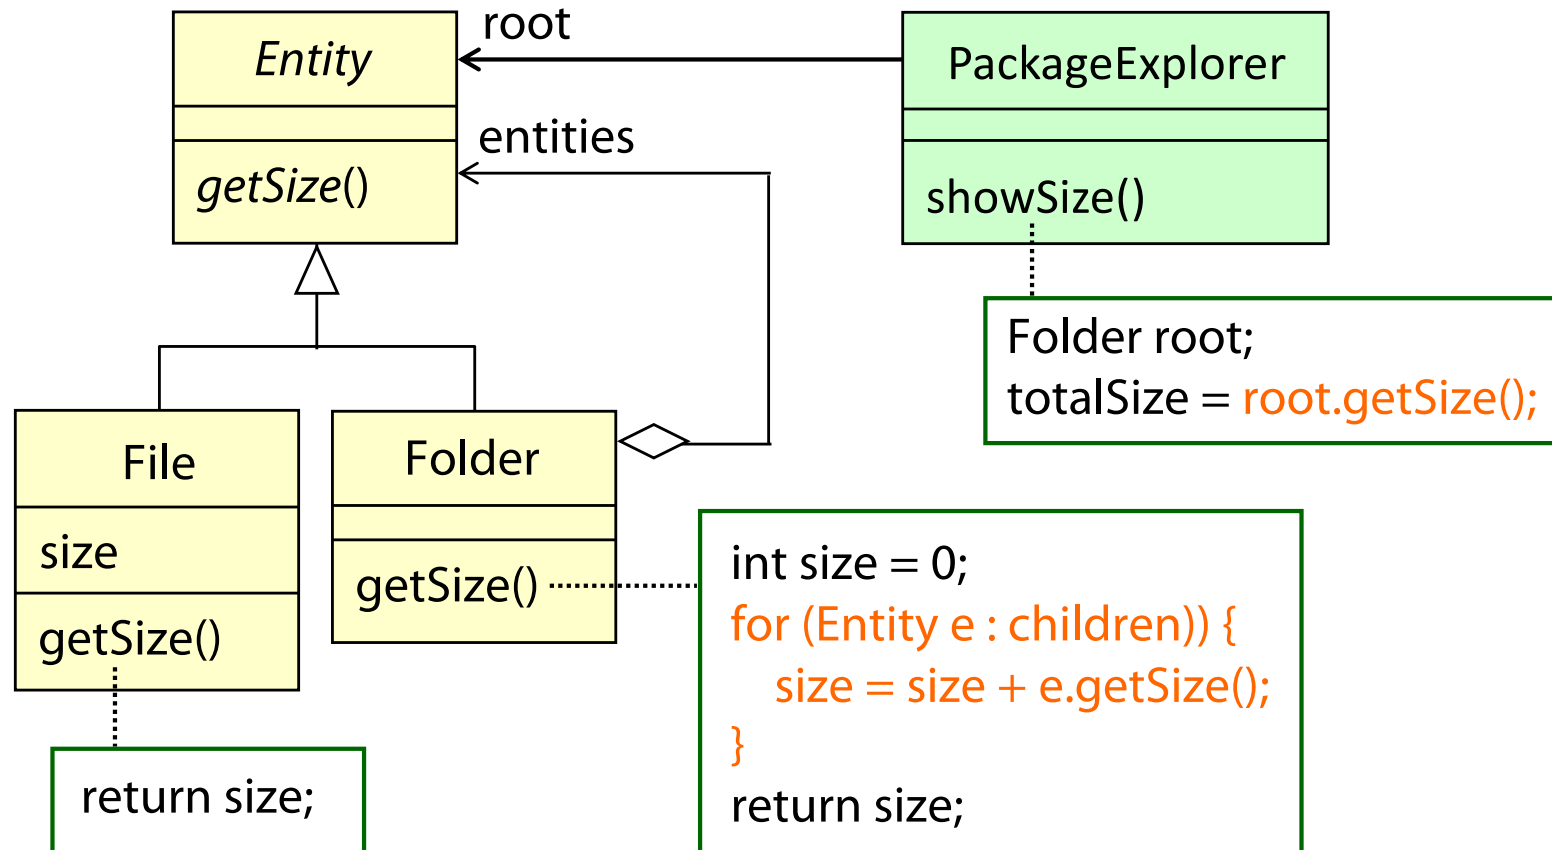 Entity
getSize()
root
entities
PackageExplorer
showSize()
Folder root;
totalSize = root.getSize();
File
size
getSize()
return size;
Folder
getSize()
int size = 0;
for (Entity e : children)) {
size = size + e.getSize();
}
return size;